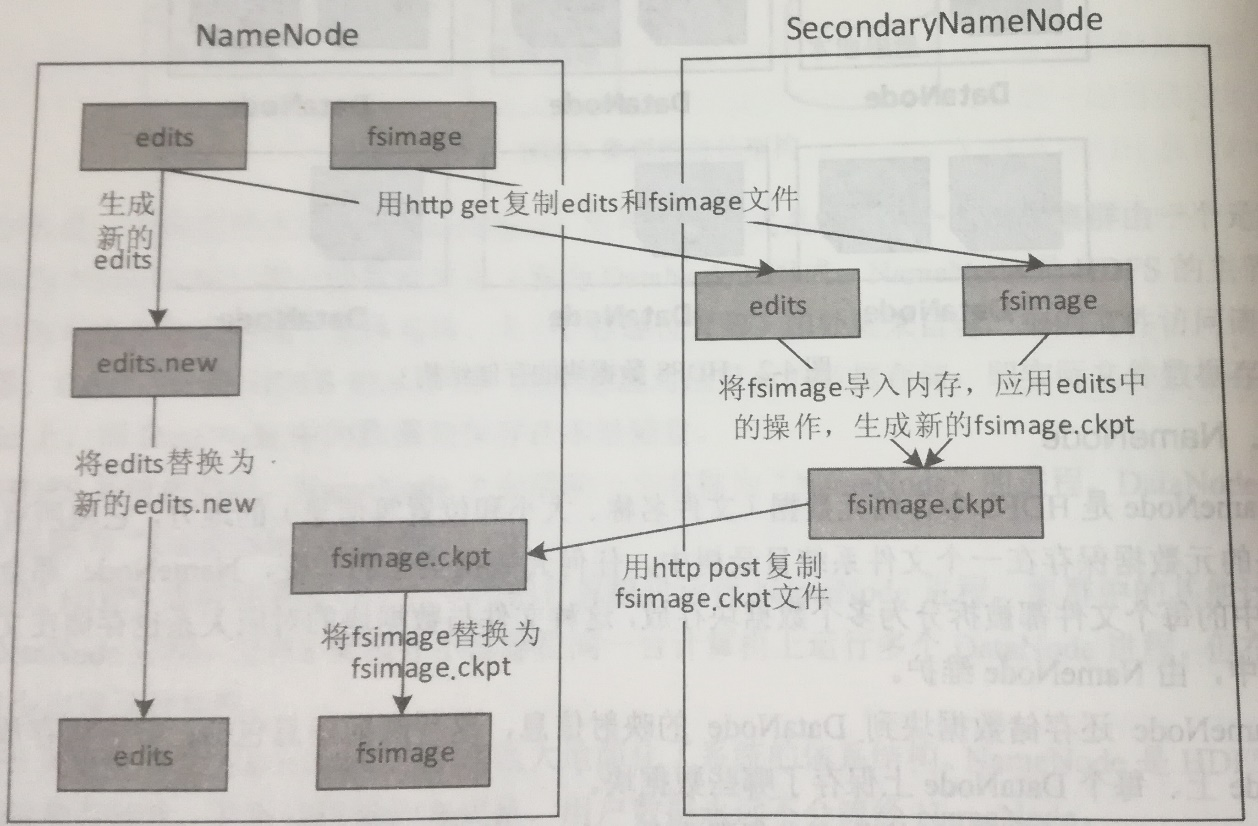 NameNode
SecondaryNameNode
edits
fsimage
生成
新的
edits
用http get复制edits和fsimage文件
edits
fsimage
edits.new
将fsimage导入内存，应用edits中
的操作，生成新的fsimage.ckpt
将edits替换为
新的edits.new
fsimage.ckpt
fsimage.ckpt
用http post复制
fsimage.ckpt文件
将fsimage替换为
fsimage.ckpt
edits
fsimage